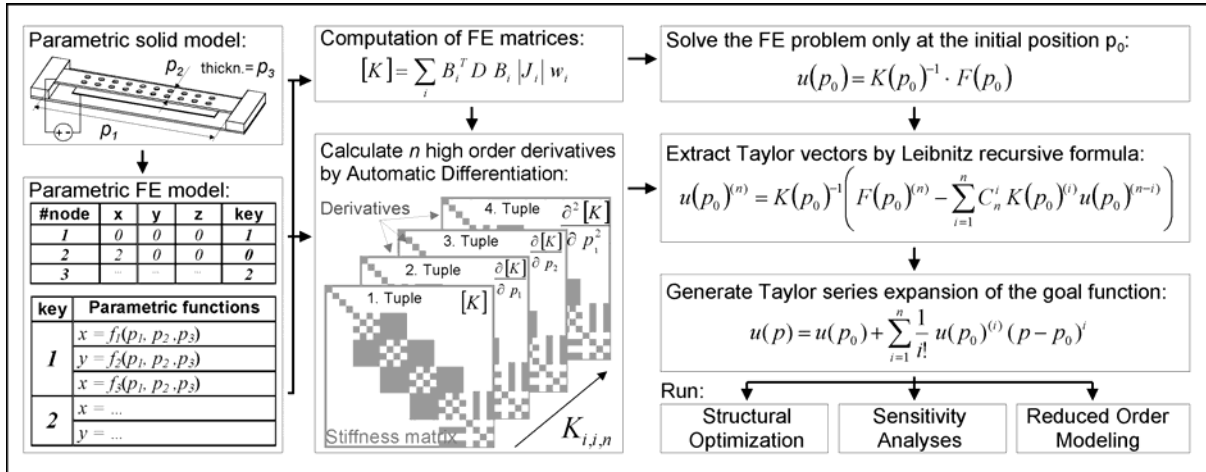 Parametric solid model:
p₂ thickn.= p₃
+ -
p₁
Parametric FE model:
#node x y z key
1 0 0 0 1
2 2 0 0 0
3 ... ... ... 2
key Parametric functions
1
x = f₁(p₁, p₂ ,p₃)
y = f₂(p₁, p₂ ,p₃)
x = f₃(p₁, p₂ ,p₃)
2
x = ...
y = ...
Computation of FE matrices:
[K] = ∑ᵢ Bᵢᵀ D Bᵢ |Jᵢ| wᵢ
Calculate n high order derivatives
by Automatic Differentiation:
Derivatives
4. Tuple ∂²[K] / ∂p₁²
3. Tuple ∂[K] / ∂p₂
2. Tuple ∂[K] / ∂p₁
1. Tuple [K]
Stiffness matrix
K_{i,i,n}
Solve the FE problem only at the initial position p₀:
u(p₀) = K(p₀)⁻¹ · F(p₀)
Extract Taylor vectors by Leibnitz recursive formula:
u(p₀)⁽ⁿ⁾ = K(p₀)⁻¹ ( F(p₀)⁽ⁿ⁾ − ∑_{i=1}^{n} C_n^i K(p₀)⁽ⁱ⁾ u(p₀)⁽ⁿ⁻ⁱ⁾ )
Generate Taylor series expansion of the goal function:
u(p) = u(p₀) + ∑_{i=1}^{n} 1/i! u(p₀)⁽ⁱ⁾ (p − p₀)ⁱ
Run:
Structural
Optimization
Sensitivity
Analyses
Reduced Order
Modeling